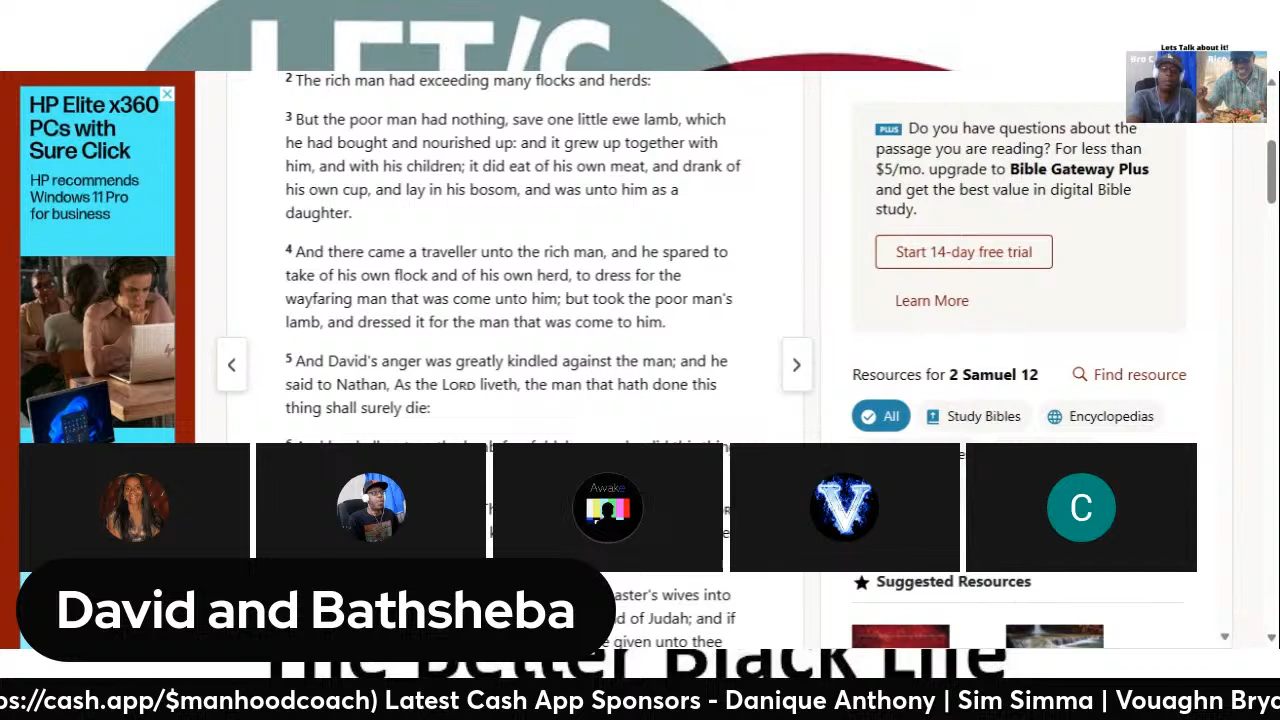 LET'S
Lets Talk about it!
Bro C
Rico
HP Elite x360
PCs with
Sure Click
HP recommends
Windows 11 Pro
for business
2 The rich man had exceeding many flocks and herds:
3 But the poor man had nothing, save one little ewe lamb, which
he had bought and nourished up: and it grew up together with
him, and with his children; it did eat of his own meat, and drank of
his own cup, and lay in his bosom, and was unto him as a
daughter.
4 And there came a traveller unto the rich man, and he spared to
take of his own flock and of his own herd, to dress for the
wayfaring man that was come unto him; but took the poor man's
lamb, and dressed it for the man that was come to him.
5 And David's anger was greatly kindled against the man; and he
said to Nathan, As the LORD liveth, the man that hath done this
thing shall surely die:
aster's wives into
d of Judah; and if
e given unto thee
PLUS Do you have questions about the
passage you are reading? For less than
$5/mo. upgrade to Bible Gateway Plus
and get the best value in digital Bible
study.
Start 14-day free trial
Learn More
Resources for 2 Samuel 12
Find resource
All
Study Bibles
Encyclopedias
Awake
V
C
Suggested Resources
David and Bathsheba
The Better Black Life
ps://cash.app/$manhoodcoach) Latest Cash App Sponsors - Danique Anthony | Sim Simma | Vouaghn Bry